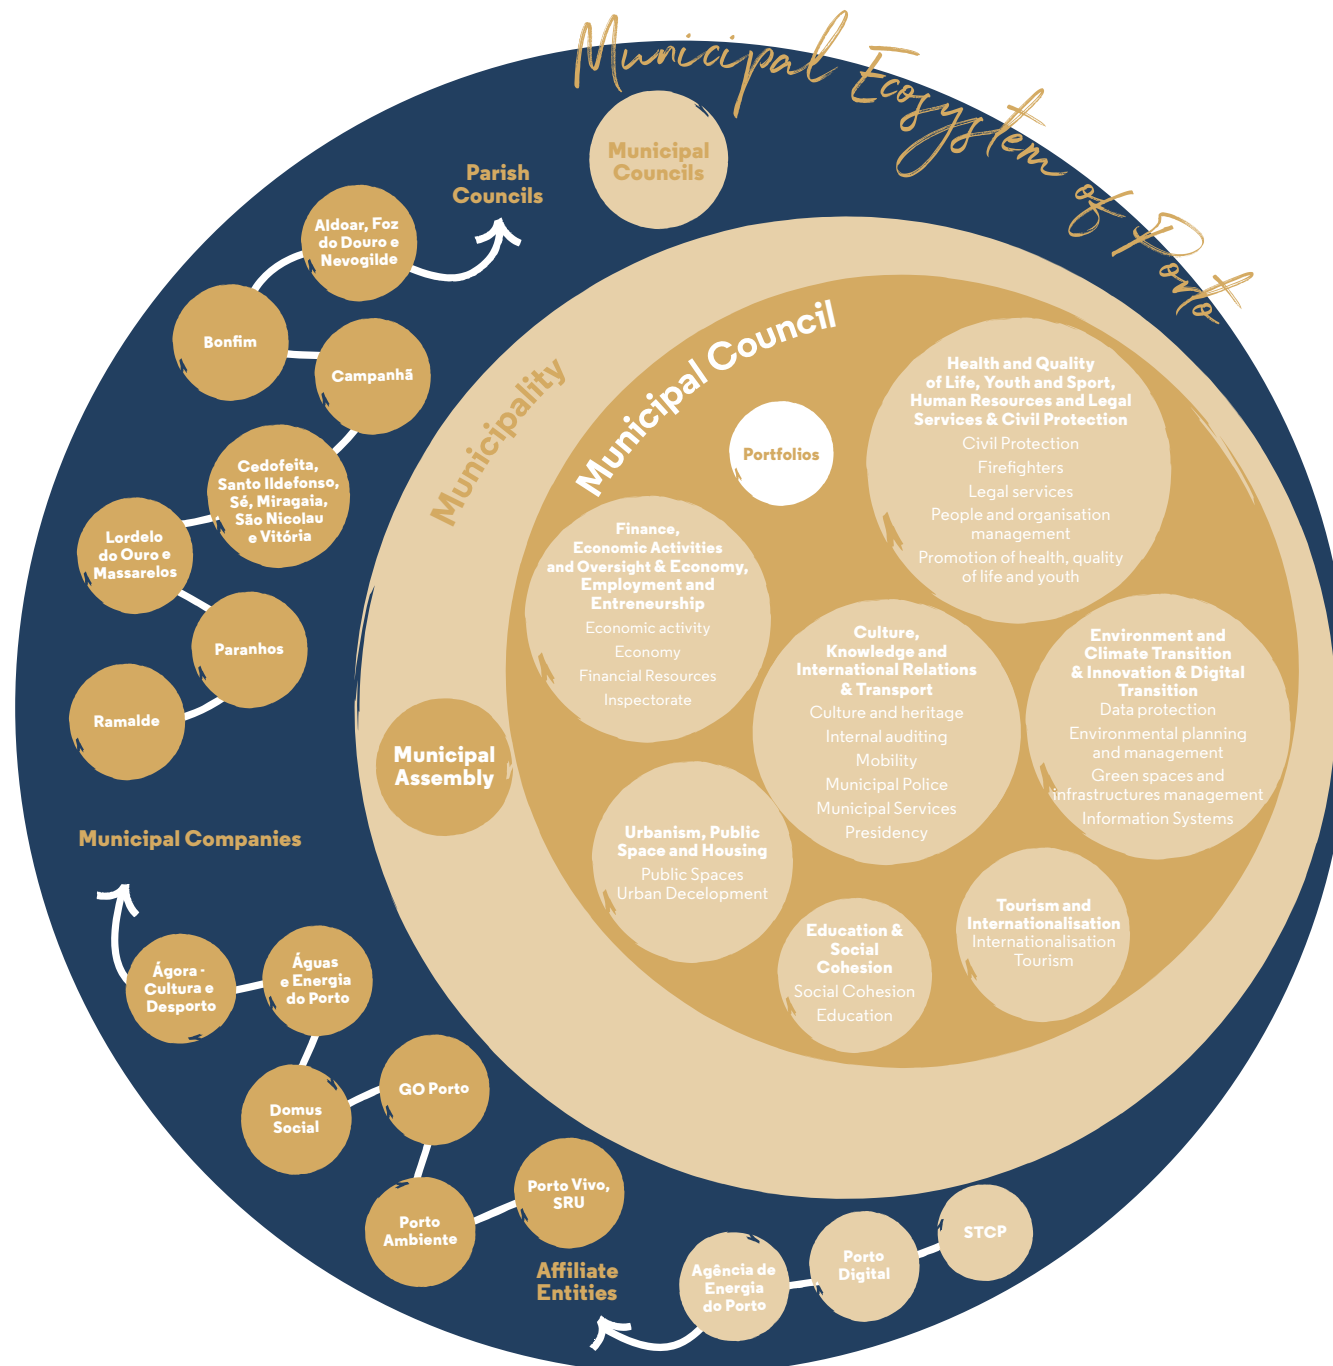 Municipal Ecosystem of Porto
Municipal
Councils
Parish
Councils
Aldoar, Foz
do Douro e
Nevogilde
Bonfim
Campanhã
Cedofeita,
Santo Ildefonso,
Sé, Miragaia,
São Nicolau
e Vitória
Lordelo
do Ouro e
Massarelos
Paranhos
Ramalde
Municipality
Municipal Council
Portfolios
Health and Quality
of Life, Youth and Sport,
Human Resources and Legal
Services & Civil Protection
Civil Protection
Firefighters
Legal services
People and organisation
management
Promotion of health, quality
of life and youth
Finance,
Economic Activities
and Oversight & Economy,
Employment and
Entreneurship
Economic activity
Economy
Financial Resources
Inspectorate
Culture,
Knowledge and
International Relations
& Transport
Culture and heritage
Internal auditing
Mobility
Municipal Police
Municipal Services
Presidency
Environment and
Climate Transition
& Innovation & Digital
Transition
Data protection
Environmental planning
and management
Green spaces and
infrastructures management
Information Systems
Municipal
Assembly
Urbanism, Public
Space and Housing
Public Spaces
Urban Decelopment
Education &
Social
Cohesion
Social Cohesion
Education
Tourism and
Internationalisation
Internationalisation
Tourism
Municipal Companies
Ágora -
Cultura e
Desporto
Águas
e Energia
do Porto
Domus
Social
GO Porto
Porto
Ambiente
Porto Vivo,
SRU
Affiliate
Entities
Agência de
Energia
do Porto
Porto
Digital
STCP